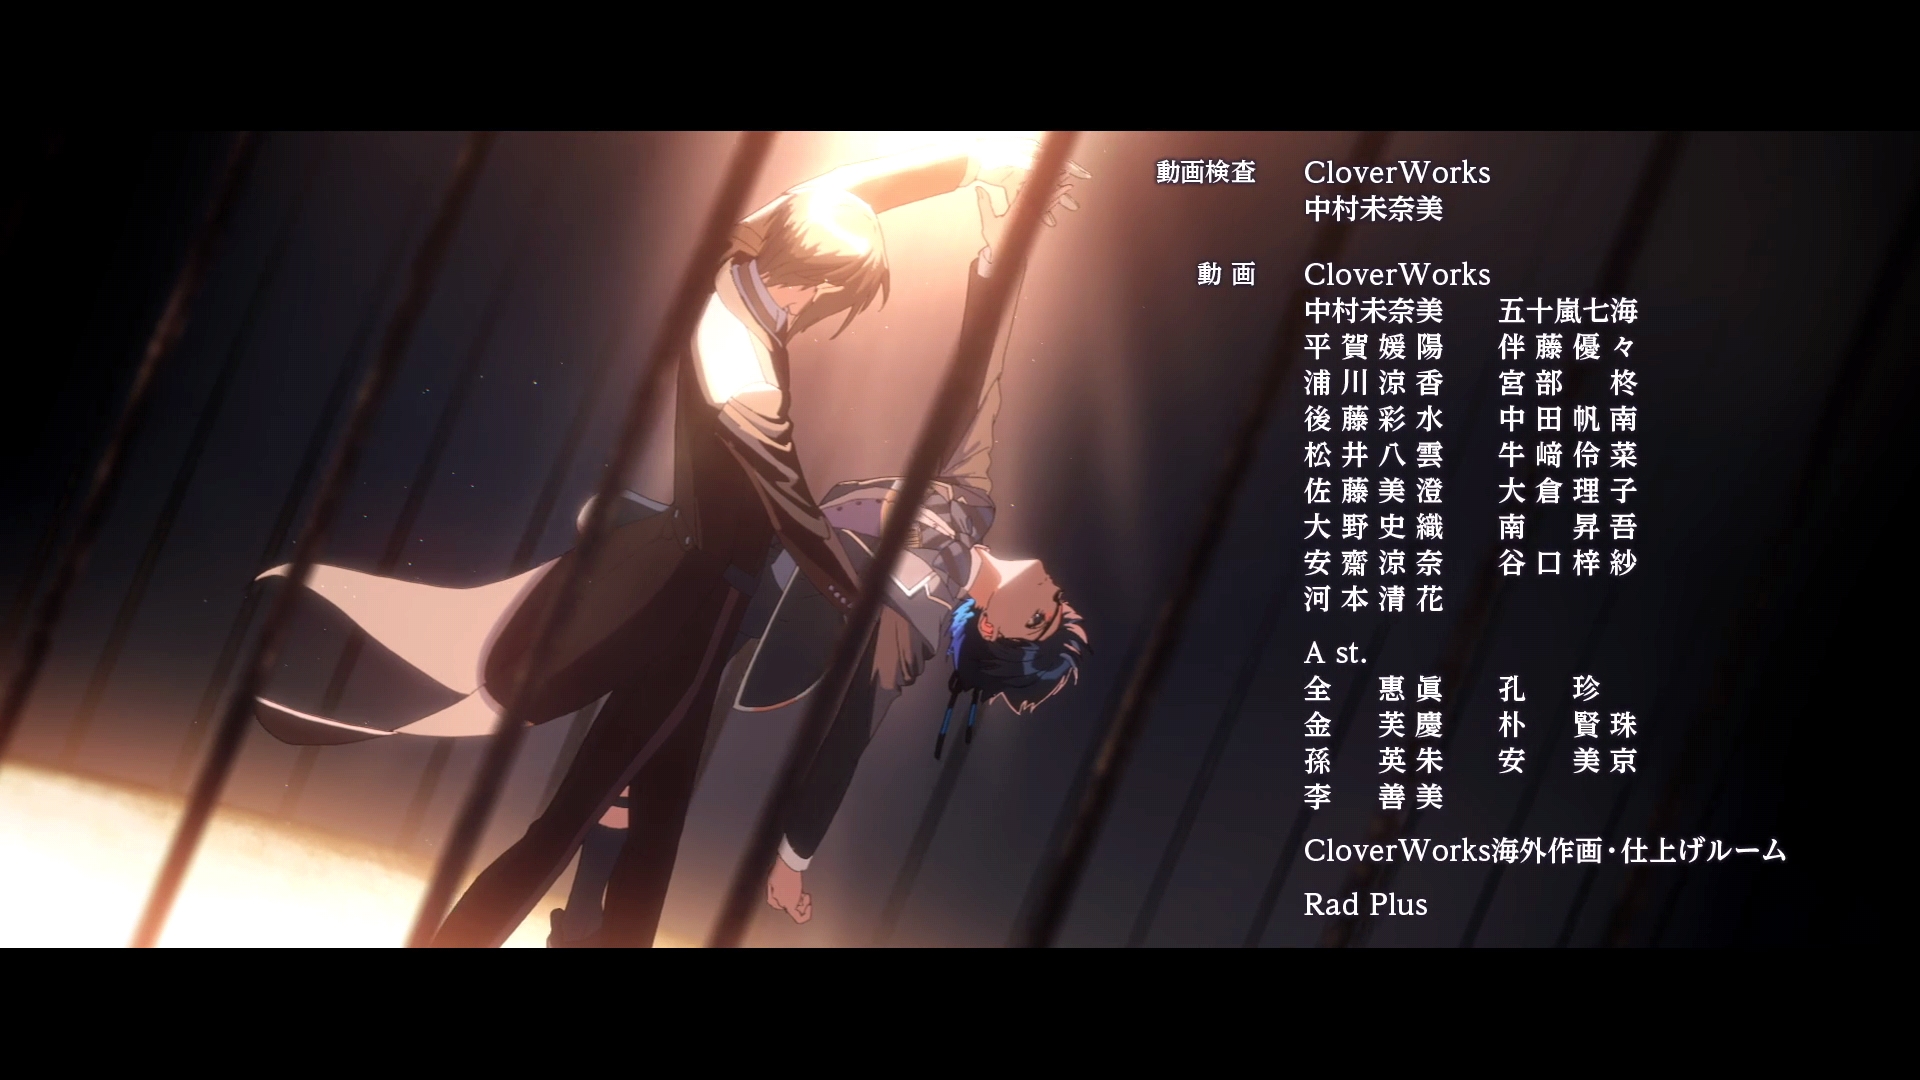 動画検査 CloverWorks
中村未奈美
動画 CloverWorks
中村未奈美 五十嵐七海
平賀媛陽 伴藤優々
浦川涼香 宮部 柊
後藤彩水 中田帆南
松井八雲 牛﨑伶菜
佐藤美澄 大倉理子
大野史織 南 昇吾
安齋涼奈 谷口梓紗
河本清花
A st.
全 惠眞 孔 珍
金 芙慶 朴 賢珠
孫 英朱 安 美京
李 善美
CloverWorks海外作画・仕上げルーム
Rad Plus